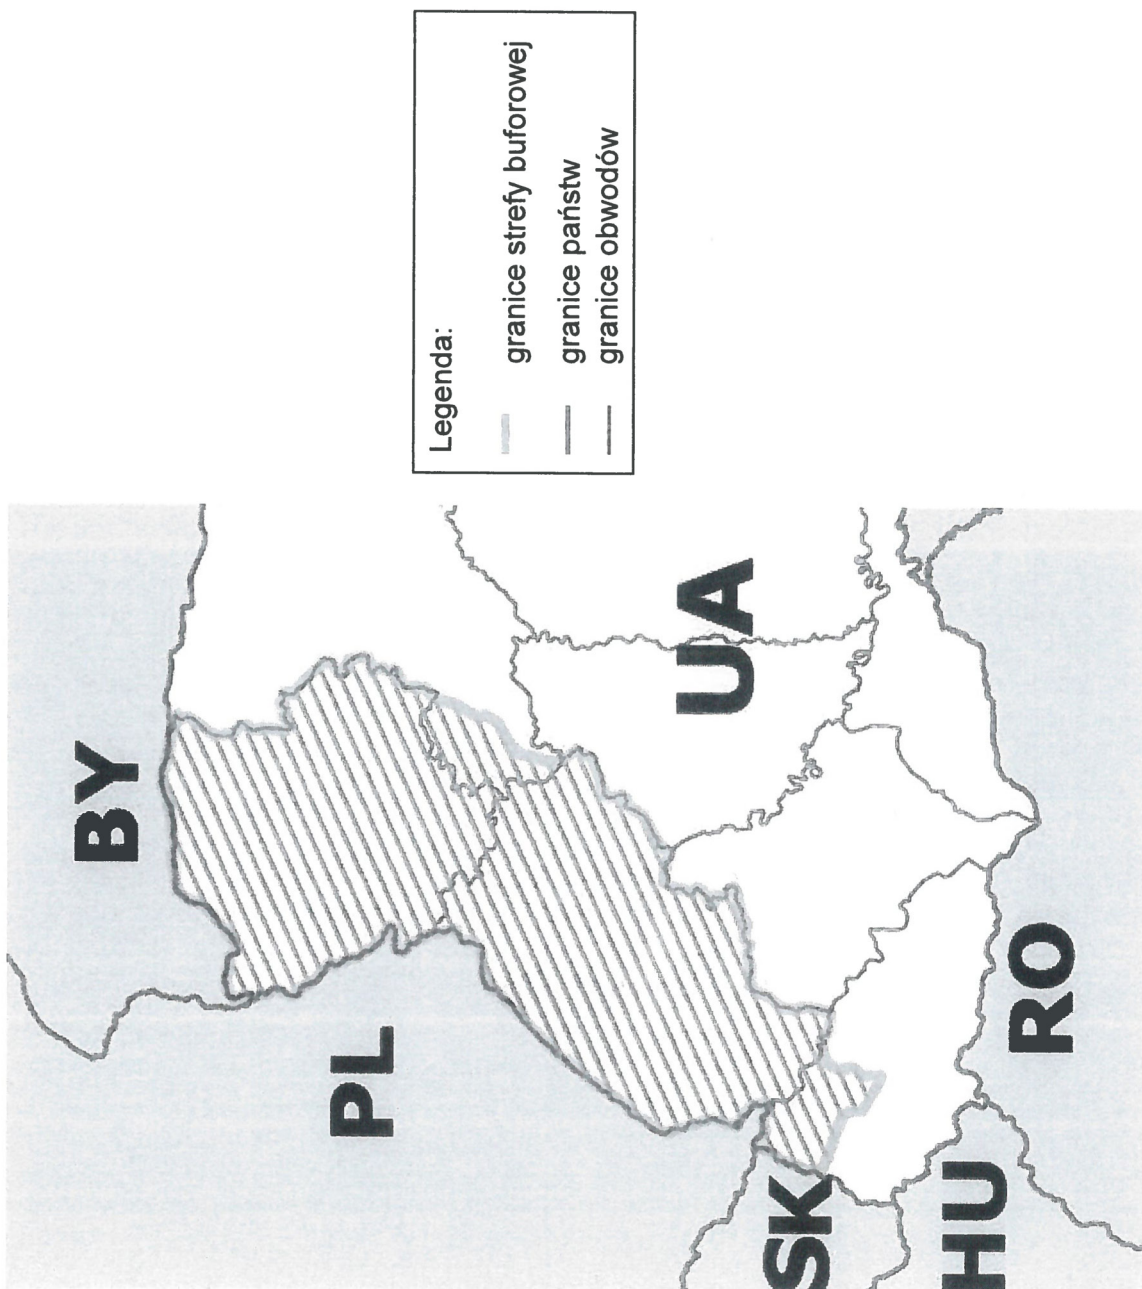 Legenda:
granice strefy buforowej
granice państw
granice obwodów
BY
PL
UA
SK
HU
RO